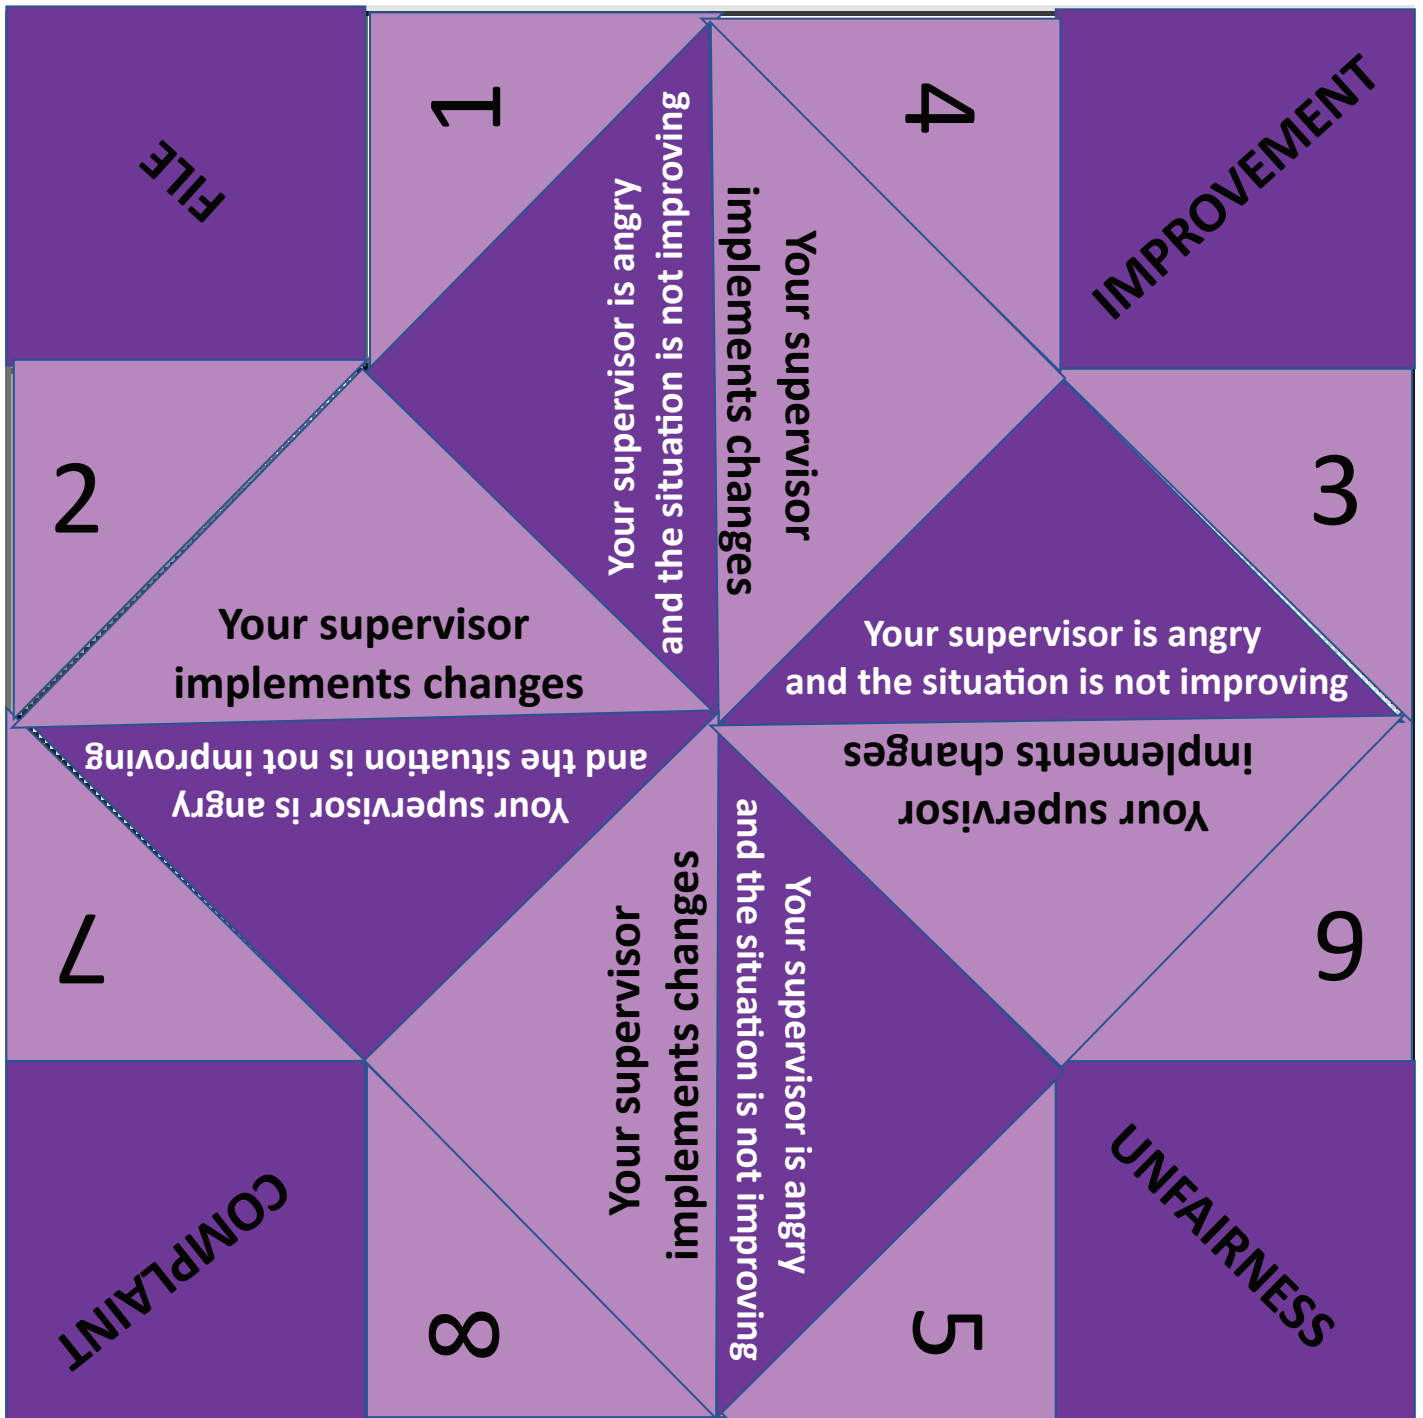 FILE
1
4
IMPROVEMENT
Your supervisor is angry
and the situation is not improving
Your supervisor
implements changes
2
3
Your supervisor
implements changes
Your supervisor is angry
and the situation is not improving
Your supervisor is angry
and the situation is not improving
Your supervisor
implements changes
7
6
Your supervisor
implements changes
Your supervisor is angry
and the situation is not improving
COMPLAINT
8
5
UNFAIRNESS